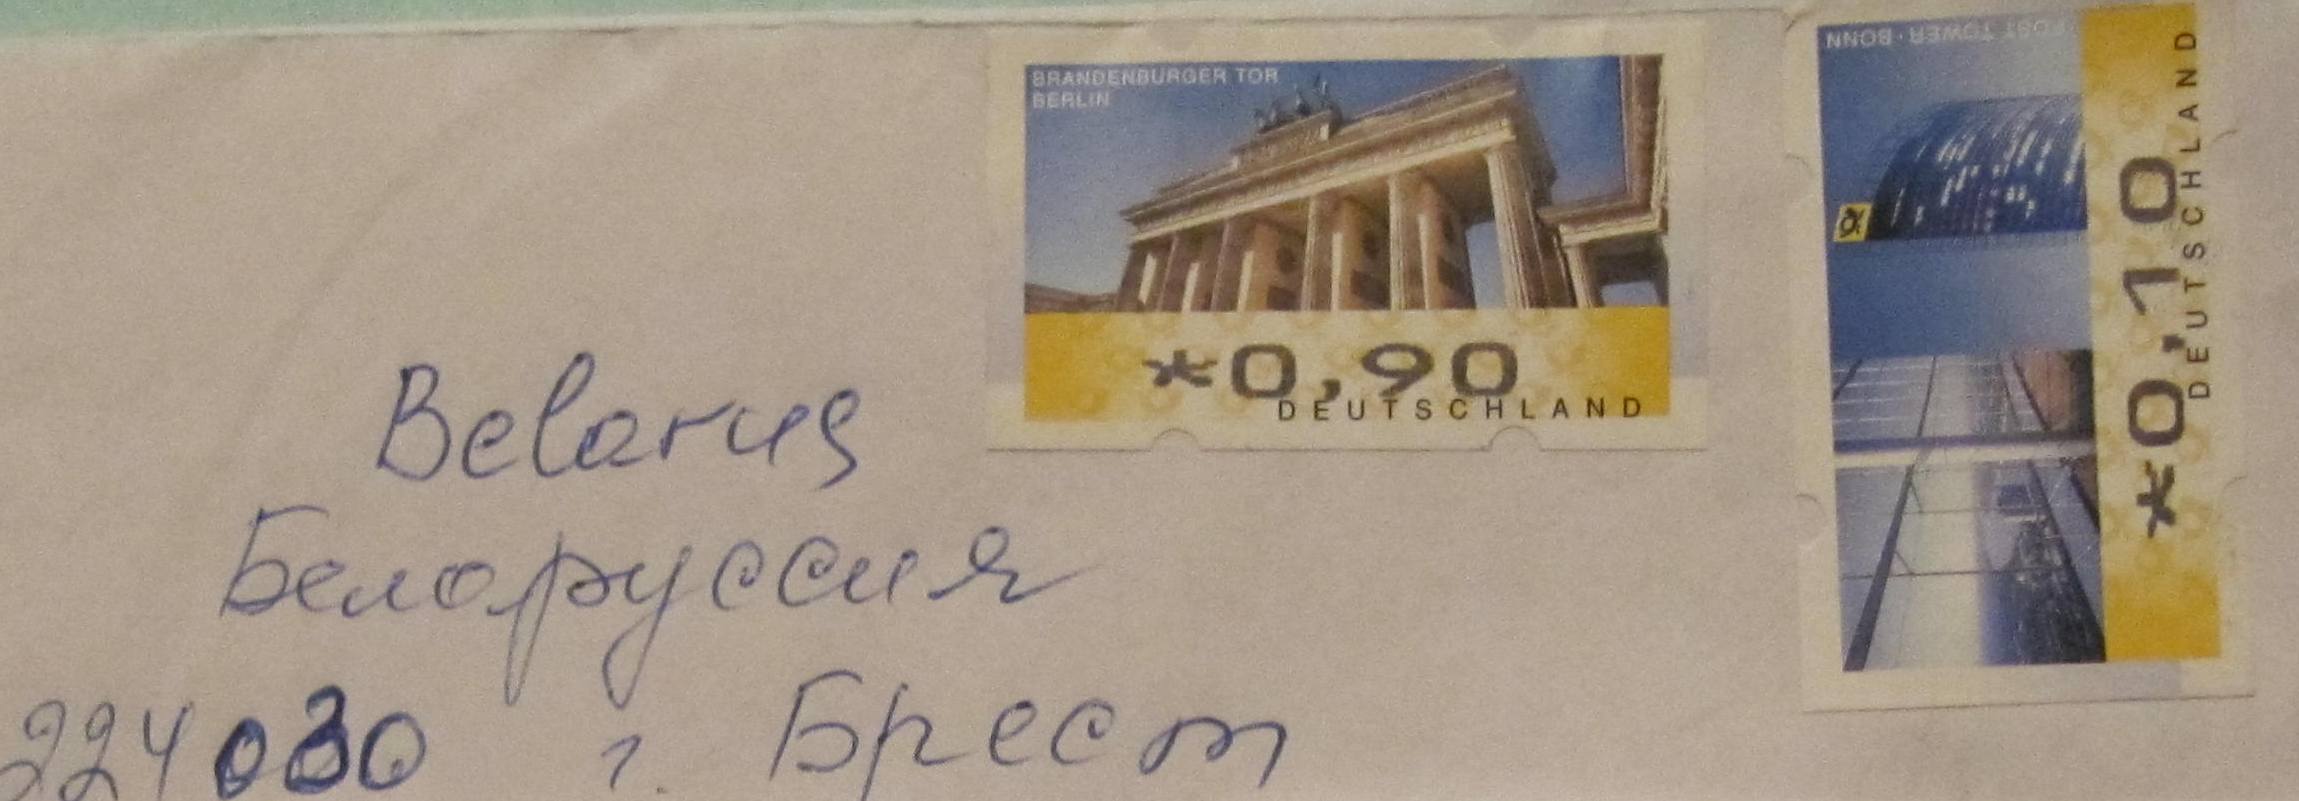 BRANDENBURGER TOR
BERLIN
*0,90
DEUTSCHLAND
POST TOWER · BONN
*0,10
DEUTSCHLAND
Belarus
Белоруссия
224030 г. Брест